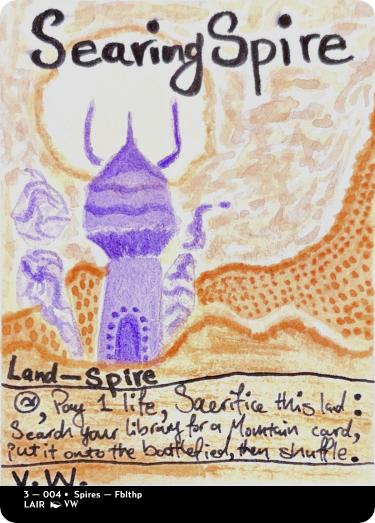 Searing Spire
Land—Spire
, Pay 1 life, Sacrifice this land:
Search your library for a Mountain card,
put it onto the battlefied, then shuffle.
V.W.
3 — 004 • Spires — Fblthp
LAIR VW